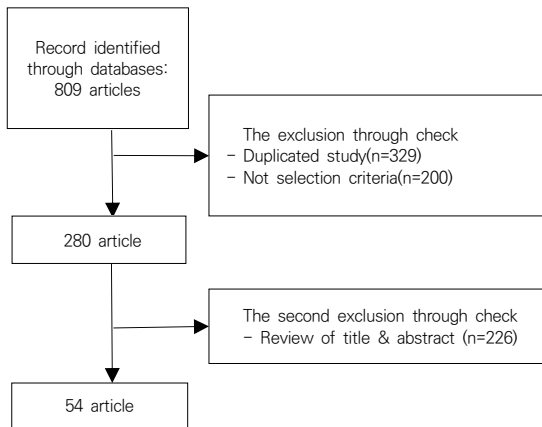 Record identified
through databases:
809 articles
The exclusion through check
- Duplicated study(n=329)
- Not selection criteria(n=200)
280 article
The second exclusion through check
- Review of title & abstract (n=226)
54 article